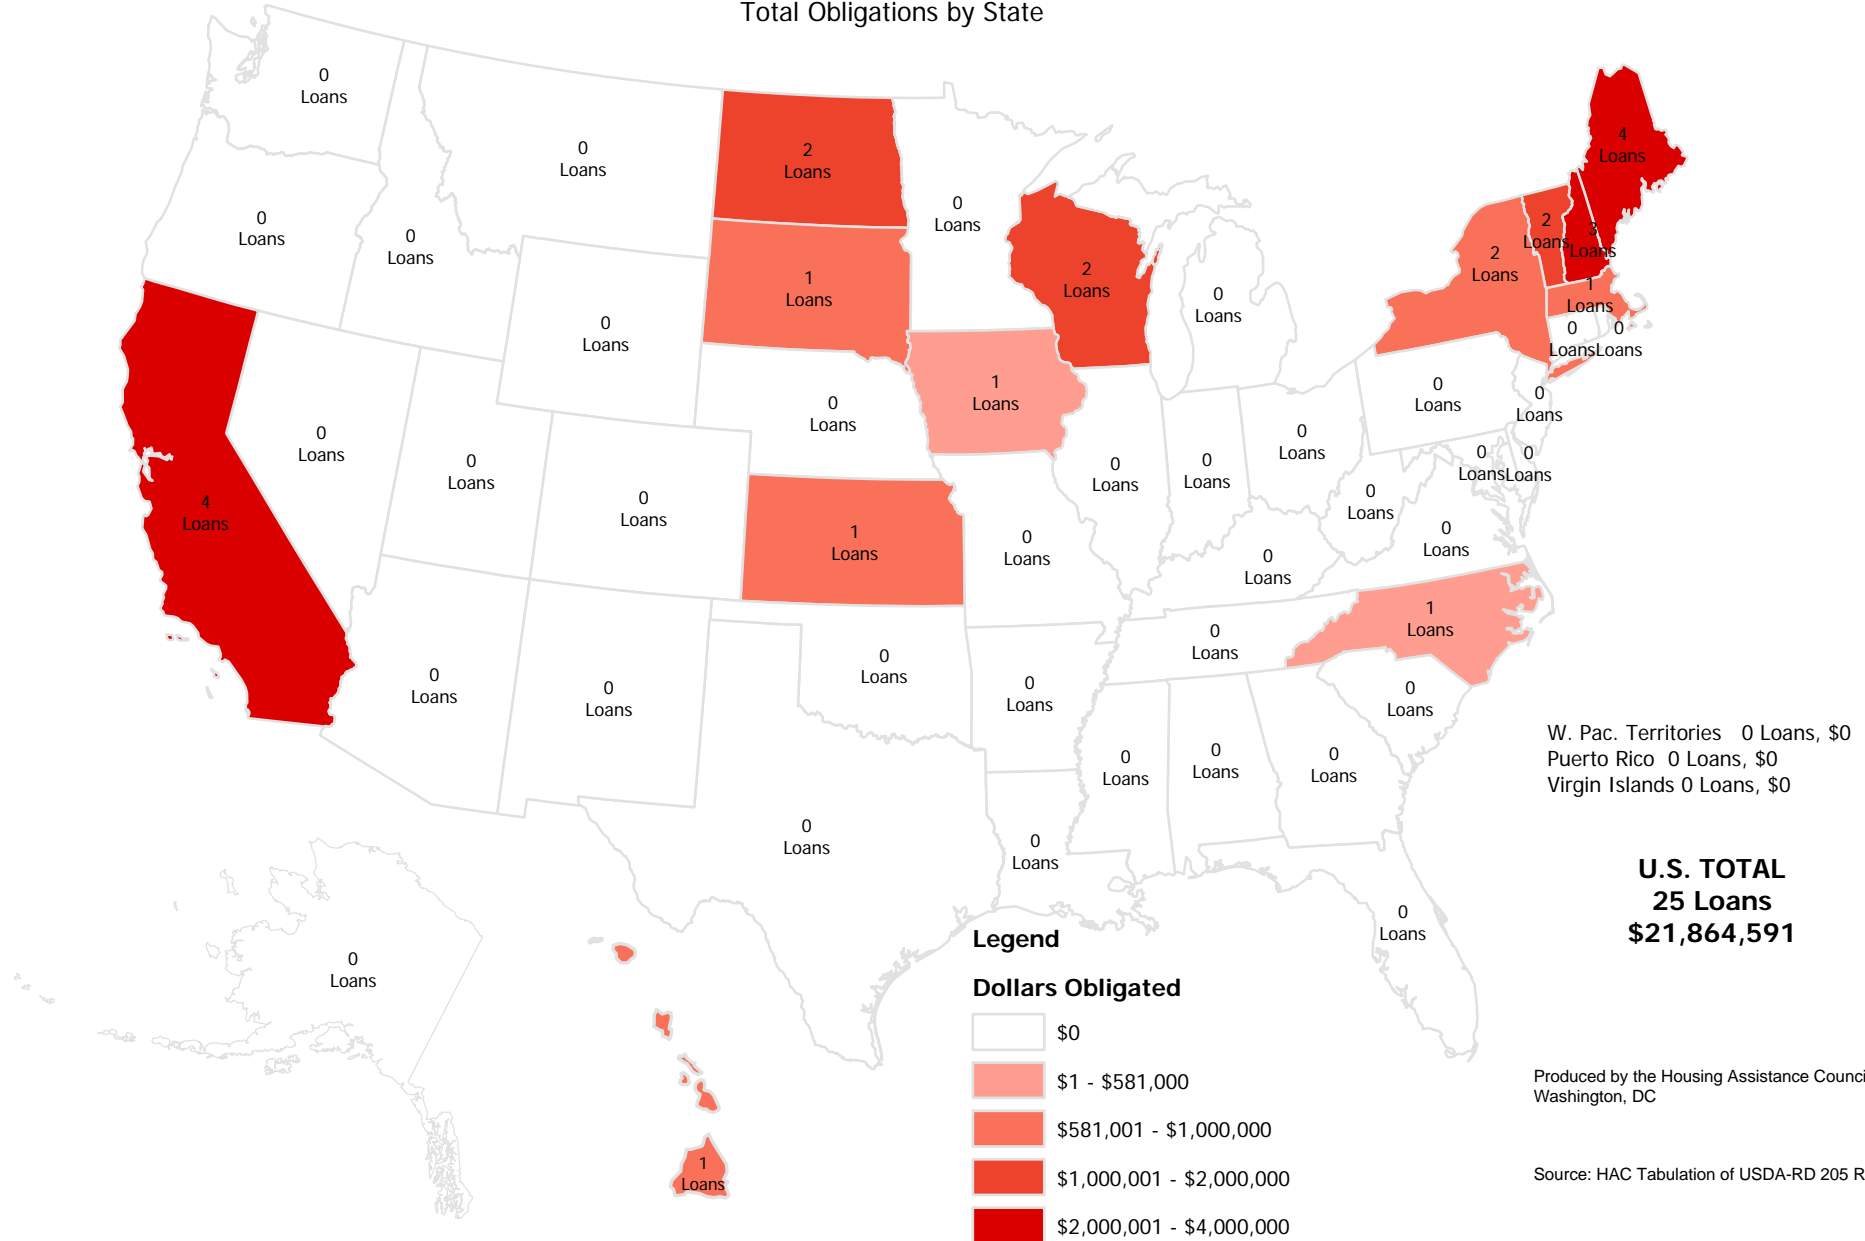 Total Obligations by State
0
Loans
0
Loans
2
Loans
0
Loans
4
Loans
0
Loans
0
Loans
1
Loans
2
Loans
0
Loans
2
Loans
2
Loans
3
Loans
1
Loans
0
Loans
0
Loans
0
Loans
0
Loans
1
Loans
0
Loans
0
Loans
0
Loans
0
Loans
0
Loans
0
Loans
0
Loans
0
Loans
0
Loans
0
Loans
0
Loans
0
Loans
4
Loans
0
Loans
1
Loans
0
Loans
0
Loans
0
Loans
1
Loans
0
Loans
0
Loans
0
Loans
0
Loans
0
Loans
0
Loans
0
Loans
0
Loans
0
Loans
0
Loans
0
Loans
0
Loans
0
Loans
0
Loans
1
Loans
W. Pac. Territories 0 Loans, $0
Puerto Rico 0 Loans, $0
Virgin Islands 0 Loans, $0
U.S. TOTAL
25 Loans
$21,864,591
Legend
Dollars Obligated
$0
$1 - $581,000
$581,001 - $1,000,000
$1,000,001 - $2,000,000
$2,000,001 - $4,000,000
Produced by the Housing Assistance Counci
Washington, DC
Source: HAC Tabulation of USDA-RD 205 R